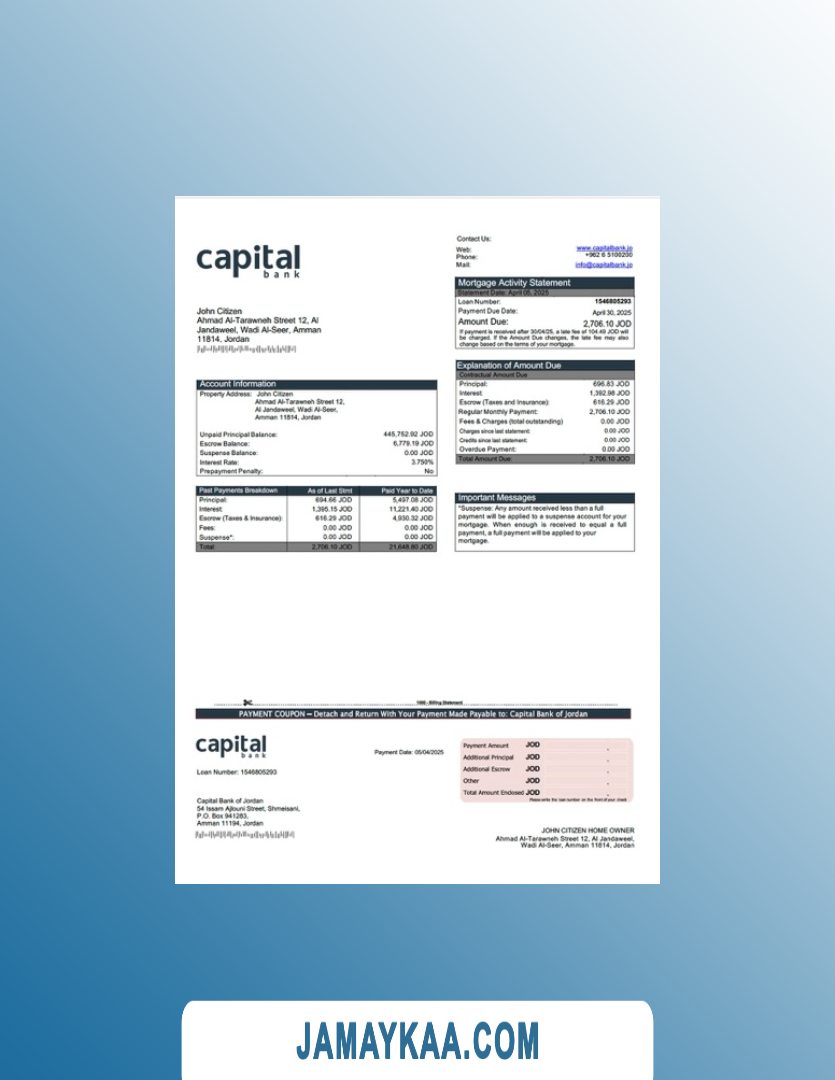 capital
bank
Contact Us:
Web: www.capitalbank.jo
Phone: +962 6 5100200
Mail: info@capitalbank.jo
Mortgage Activity Statement
Statement Date: April 08, 2025
Loan Number: 1546805293
Payment Due Date: April 30, 2025
Amount Due: 2,706.10 JOD
If payment is received after 30/04/25, a late fee of 104.49 JOD will
be charged. If the Amount Due changes, the late fee may also
change based on the terms of your mortgage.
John Citizen
Ahmad Al-Tarawneh Street 12, Al
Jandaweel, Wadi Al-Seer, Amman
11814, Jordan
Explanation of Amount Due
Contractual Amount Due
Principal: 696.83 JOD
Interest: 1,392.98 JOD
Escrow (Taxes and Insurance): 616.29 JOD
Regular Monthly Payment: 2,706.10 JOD
Fees & Charges (total outstanding) 0.00 JOD
Charges since last statement: 0.00 JOD
Credits since last statement: 0.00 JOD
Overdue Payment: 0.00 JOD
Total Amount Due: 2,706.10 JOD
Account Information
Property Address: John Citizen
Ahmad Al-Tarawneh Street 12,
Al Jandaweel, Wadi Al-Seer,
Amman 11814, Jordan
Unpaid Principal Balance: 445,752.92 JOD
Escrow Balance: 6,779.19 JOD
Suspense Balance: 0.00 JOD
Interest Rate: 3.750%
Prepayment Penalty: No
Past Payments Breakdown As of Last Stmt Paid Year to Date
Principal: 694.66 JOD 5,497.08 JOD
Interest: 1,395.15 JOD 11,221.40 JOD
Escrow (Taxes & Insurance): 616.29 JOD 4,930.32 JOD
Fees: 0.00 JOD 0.00 JOD
Suspense*: 0.00 JOD 0.00 JOD
Total 2,706.10 JOD 21,648.80 JOD
Important Messages
*Suspense: Any amount received less than a full
payment will be applied to a suspense account for your
mortgage. When enough is received to equal a full
payment, a full payment will be applied to your
mortgage.
- Billing Statement
PAYMENT COUPON – Detach and Return With Your Payment Made Payable to: Capital Bank of Jordan
capital
bank
Payment Date: 05/04/2025
Loan Number: 1546805293
Payment Amount JOD .
Additional Principal JOD .
Additional Escrow JOD .
Other JOD .
Total Amount Enclosed JOD .
Please write the loan number on the front of your check
Capital Bank of Jordan
54 Issam Ajlouni Street, Shmeisani,
P.O. Box 941283,
Amman 11194, Jordan
JOHN CITIZEN HOME OWNER
Ahmad Al-Tarawneh Street 12, Al Jandaweel,
Wadi Al-Seer, Amman 11814, Jordan
JAMAYKAA.COM